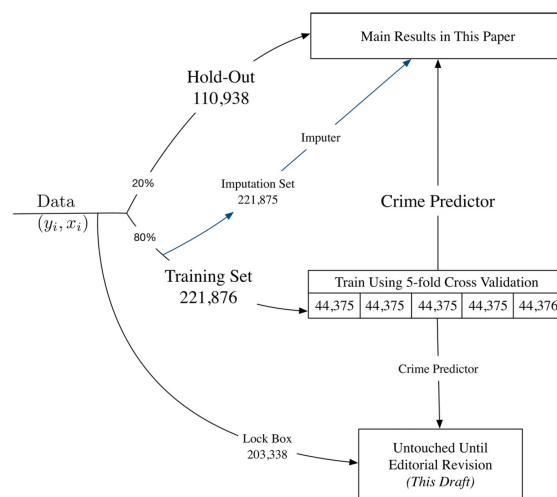 Main Results in This Paper
Hold-Out
110,938
Imputer
20%
Imputation Set
221,875
Data
(y_i, x_i)
80%
Crime Predictor
Training Set
221,876
Train Using 5-fold Cross Validation
44,375 44,375 44,375 44,375 44,376
Crime Predictor
Lock Box
203,338
Untouched Until
Editorial Revision
(This Draft)